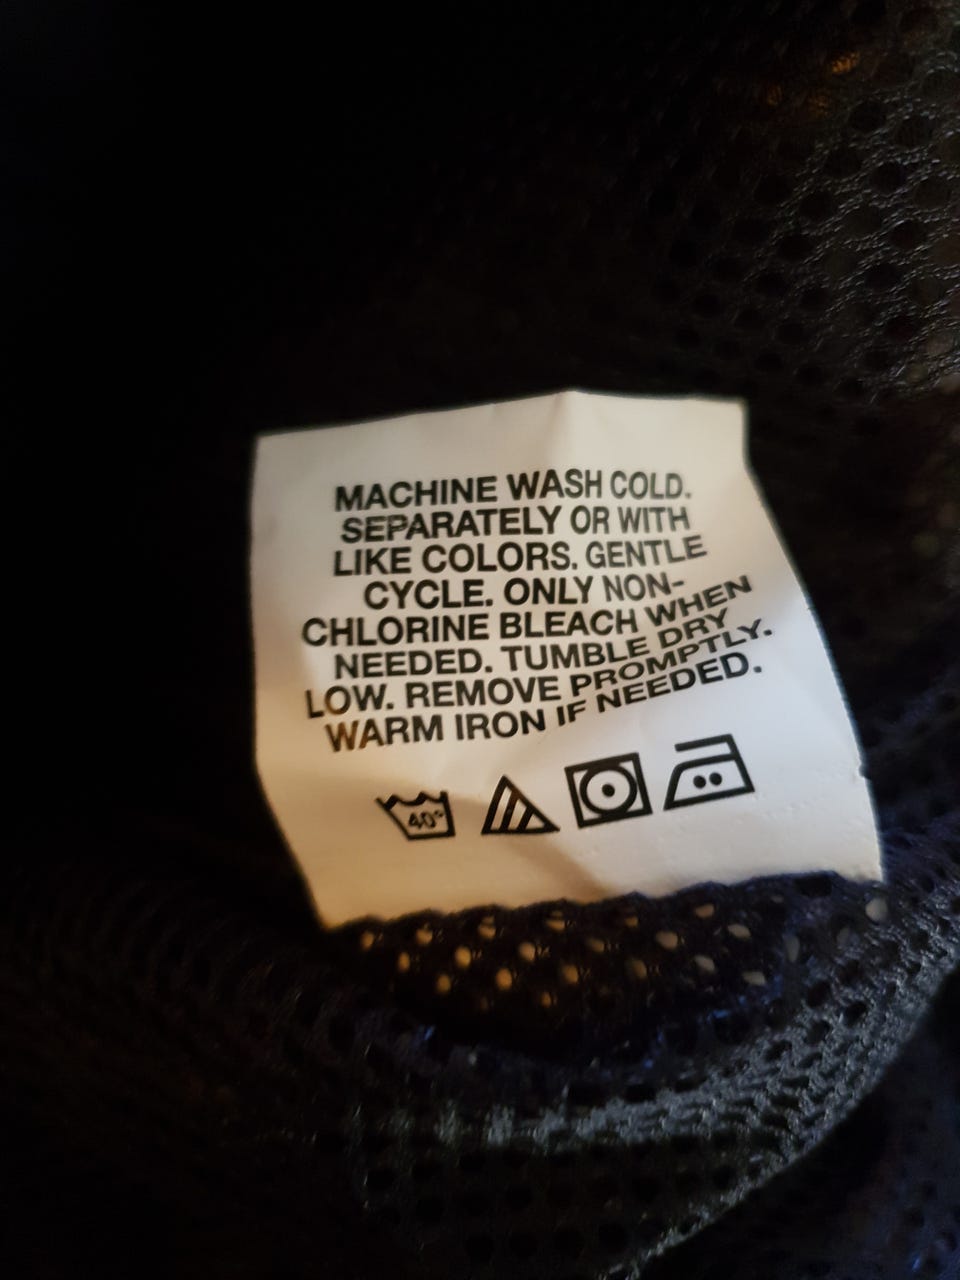 MACHINE WASH COLD.
SEPARATELY OR WITH
LIKE COLORS. GENTLE
CYCLE. ONLY NON-
CHLORINE BLEACH WHEN
NEEDED. TUMBLE DRY
LOW. REMOVE PROMPTLY.
WARM IRON IF NEEDED.
40°